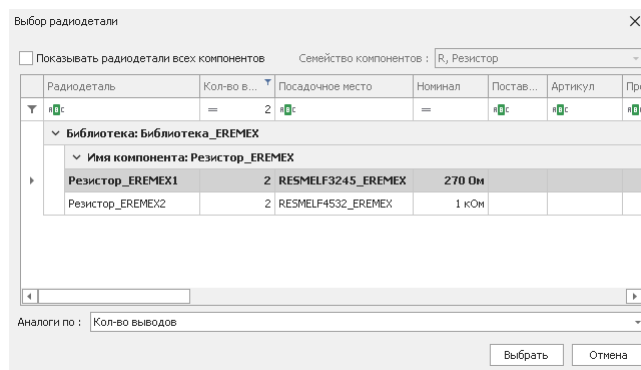 Выбор радиодетали
Показывать радиодетали всех компонентов Семейство компонентов : R, Резистор
Радиодеталь Кол-во в... Посадочное место Номинал Постав... Артикул Про
= 2 =
Библиотека: Библиотека_EREMEX
Имя компонента: Резистор_EREMEX
Резистор_EREMEX1 2 RESMELF3245_EREMEX 270 Ом
Резистор_EREMEX2 2 RESMELF4532_EREMEX 1 кОм
Аналоги по : Кол-во выводов
Выбрать Отмена